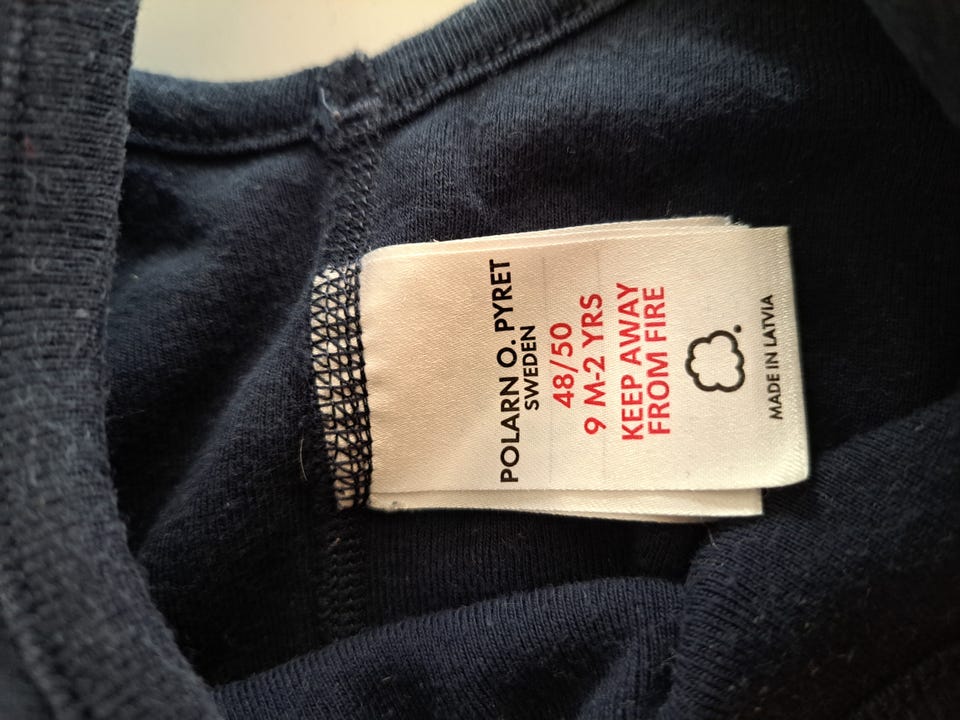 POLARN O. PYRET
SWEDEN
48/50
9 M-2 YRS
KEEP AWAY
FROM FIRE
MADE IN LATVIA